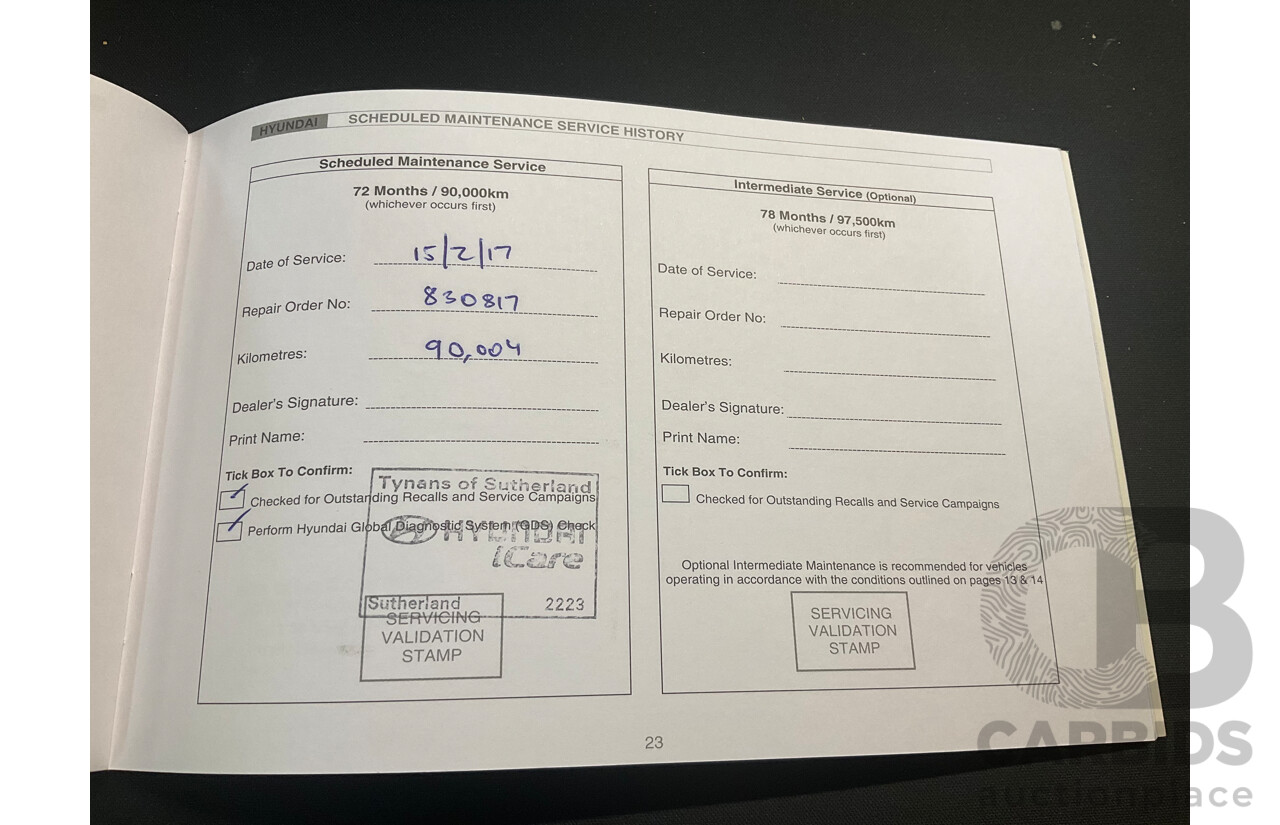 HYUNDAI SCHEDULED MAINTENANCE SERVICE HISTORY
Scheduled Maintenance Service
72 Months / 90,000km
(whichever occurs first)
Date of Service: 15/2/17
Repair Order No: 830817
Kilometres: 90,004
Dealer's Signature:
Print Name:
Tick Box To Confirm:
Checked for Outstanding Recalls and Service Campaigns
Perform Hyundai Global Diagnostic System (GDS) Check
Tynans of Sutherland
HYUNDAI
iCare
Sutherland 2223
SERVICING
VALIDATION
STAMP
Intermediate Service (Optional)
78 Months / 97,500km
(whichever occurs first)
Date of Service:
Repair Order No:
Kilometres:
Dealer's Signature:
Print Name:
Tick Box To Confirm:
Checked for Outstanding Recalls and Service Campaigns
Optional Intermediate Maintenance is recommended for vehicles
operating in accordance with the conditions outlined on pages 13 & 14
SERVICING
VALIDATION
STAMP
23
CB
CARBIDS
auctionplace